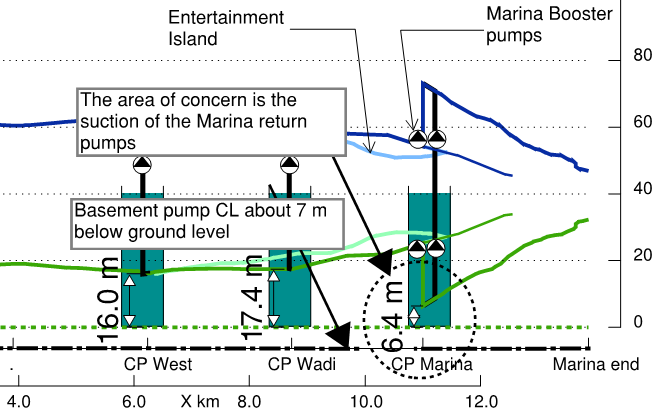 Entertainment
Island
Marina Booster
pumps
80
The area of concern is the
suction of the Marina return
pumps
60
40
Basement pump CL about 7 m
below ground level
20
16.0 m
17.4 m
6.4 m
0
.
CP West
CP Wadi
CP Marina
Marina end
4.0
6.0
X km
8.0
10.0
12.0